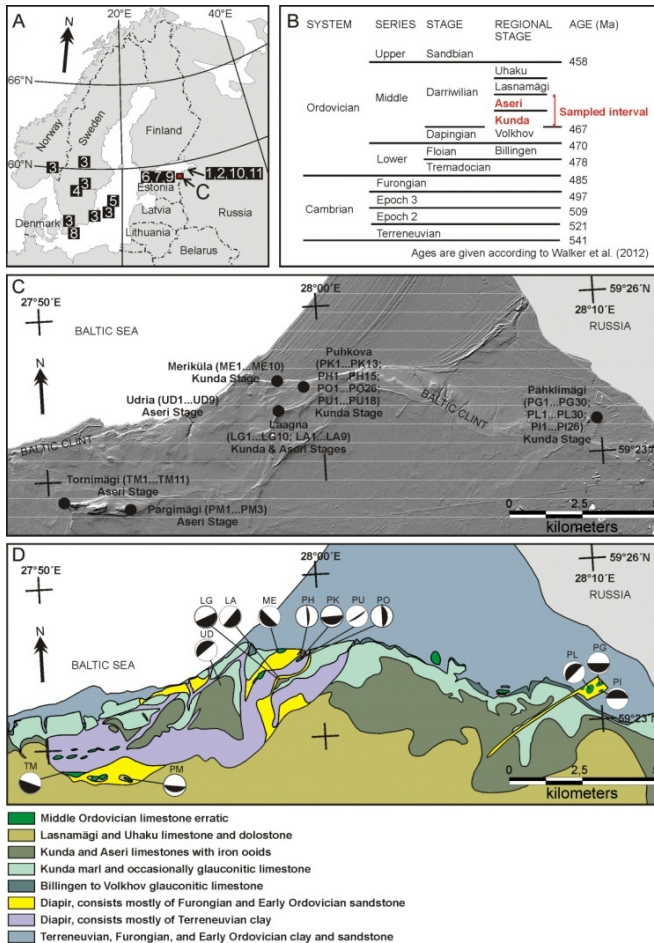 A
20°E
40°E
N
66°N
Norway
Sweden
Finland
60°N
3
3
6,7,9
1,2,10,11
Estonia
C
3
4
5
Latvia
Russia
Denmark
3
3
3
8
Lithuania
Belarus
B
SYSTEM
SERIES
STAGE
REGIONAL
STAGE
AGE (Ma)
Upper
Sandbian
458
Uhaku
Lasnamägi
Ordovician
Middle
Darriwilian
Aseri
Sampled interval
Kunda
467
Dapingian
Volkhov
470
Lower
Floian
Billingen
478
Tremadocian
485
Furongian
497
Cambrian
Epoch 3
509
Epoch 2
521
Terreneuvian
541
Ages are given according to Walker et al. (2012)
C
27°50´E
28°00´E
59°26´N
28°10´E
BALTIC SEA
RUSSIA
N
Meriküla (ME1...ME10)
Kunda Stage
Puhkova
(PK1...PK13;
PH1...PH15;
PO1...PO26;
PU1...PU18)
Kunda Stage
Udria (UD1...UD9)
Aseri Stage
Pähklimägi
(PG1...PG30;
PL1...PL30;
PI1...PI26)
Kunda Stage
BALTIC CLINT
BALTIC CLINT
Laagna
(LG1...LG10; LA1...LA9)
Kunda & Aseri Stages
59°23´N
Tornimägi (TM1...TM11)
Aseri Stage
Pargimägi (PM1...PM3)
Aseri Stage
0
2,5
5
kilometers
D
27°50´E
28°00´E
59°26´N
28°10´E
BALTIC SEA
RUSSIA
N
LG
LA
ME
PH
PK
PU
PO
UD
PL
PG
PI
59°23´N
TM
PM
0
2,5
5
kilometers
Middle Ordovician limestone erratic
Lasnamägi and Uhaku limestone and dolostone
Kunda and Aseri limestones with iron ooids
Kunda marl and occasionally glauconitic limestone
Billingen to Volkhov glauconitic limestone
Diapir, consists mostly of Furongian and Early Ordovician sandstone
Diapir, consists mostly of Terreneuvian clay
Terreneuvian, Furongian, and Early Ordovician clay and sandstone